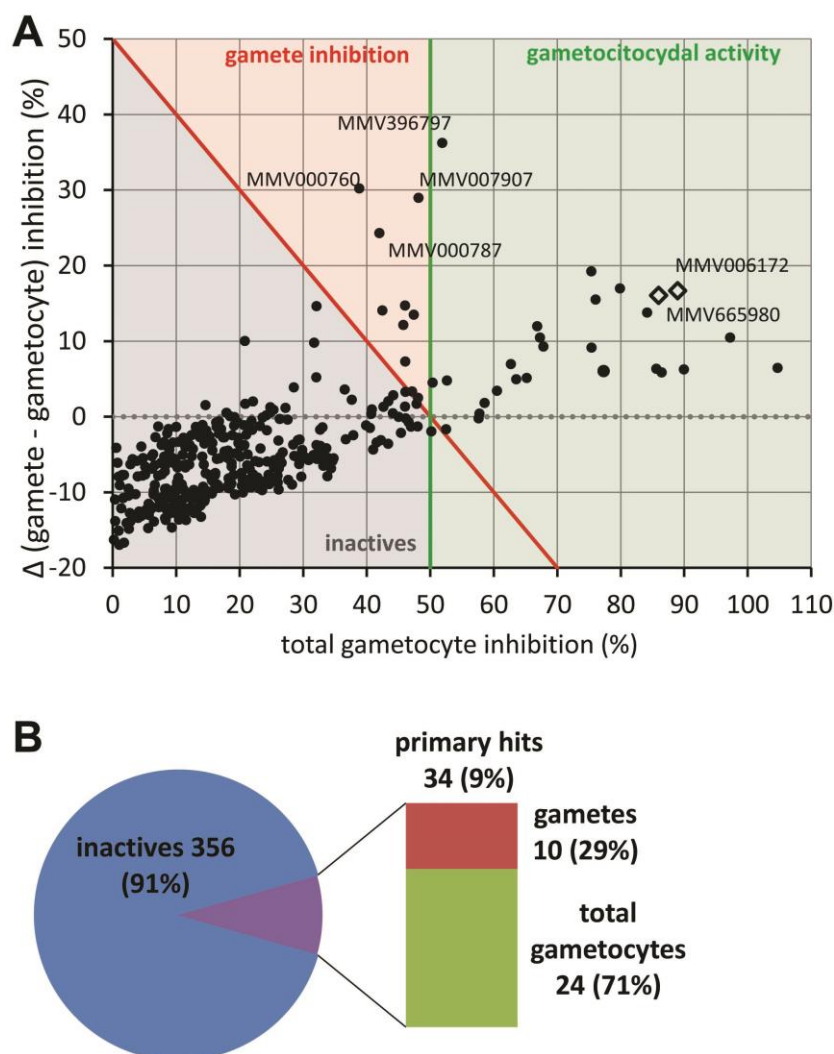 A
gamete inhibition
gametocitocydal activity
Δ (gamete - gametocyte) inhibition (%)
50
40
30
20
10
0
-10
-20
MMV396797
MMV000760
MMV007907
MMV000787
MMV006172
MMV665980
inactives
0 10 20 30 40 50 60 70 80 90 100 110
total gametocyte inhibition (%)
B
inactives 356
(91%)
primary hits
34 (9%)
gametes
10 (29%)
total
gametocytes
24 (71%)